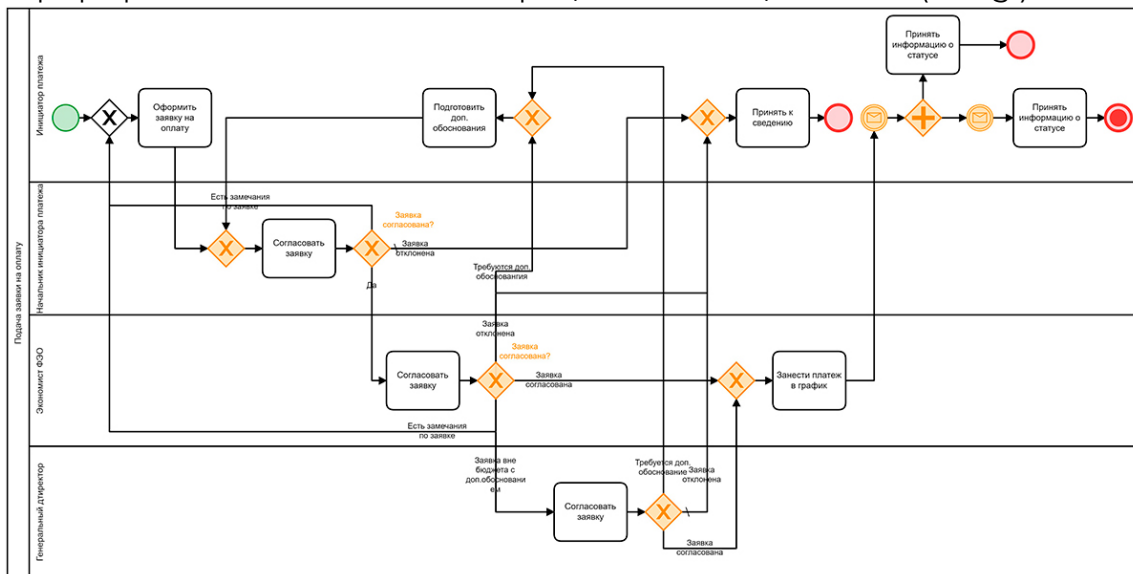 Подача заявки на оплату
Инициатор платежа
Оформить
заявку на
оплату
Подготовить
доп.
обоснования
Принять к
сведению
Принять
информацию о
статусе
Принять
информацию о
статусе
Начальник инициатора платежа
Есть замечания
по заявке
Согласовать
заявку
Заявка
согласована?
Заявка
отклонена
Да
Требуются доп.
обосновангия
Экономист ФЭО
Согласовать
заявку
Заявка
отклонена
Заявка
согласована?
Заявка
согласована
Занести платеж
в график
Есть замечания
по заявке
Генеральный дтиректор
Заявка вне
бюджета с
доп.обосновани
ем
Согласовать
заявку
Требуется доп.
обоснование
Заявка
отклонена
Заявка
согласована